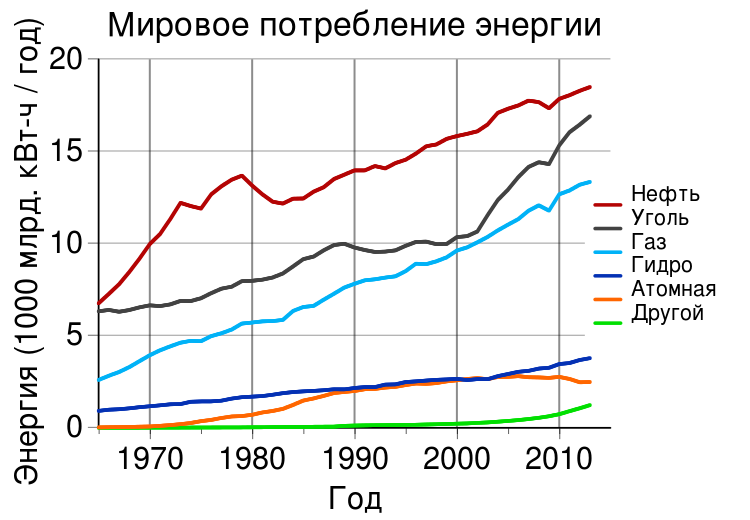 Мировое потребление энергии
Энергия (1000 млрд. кВт-ч / год)
20
15
10
5
0
1970 1980 1990 2000 2010
Год
Нефть
Уголь
Газ
Гидро
Атомная
Другой